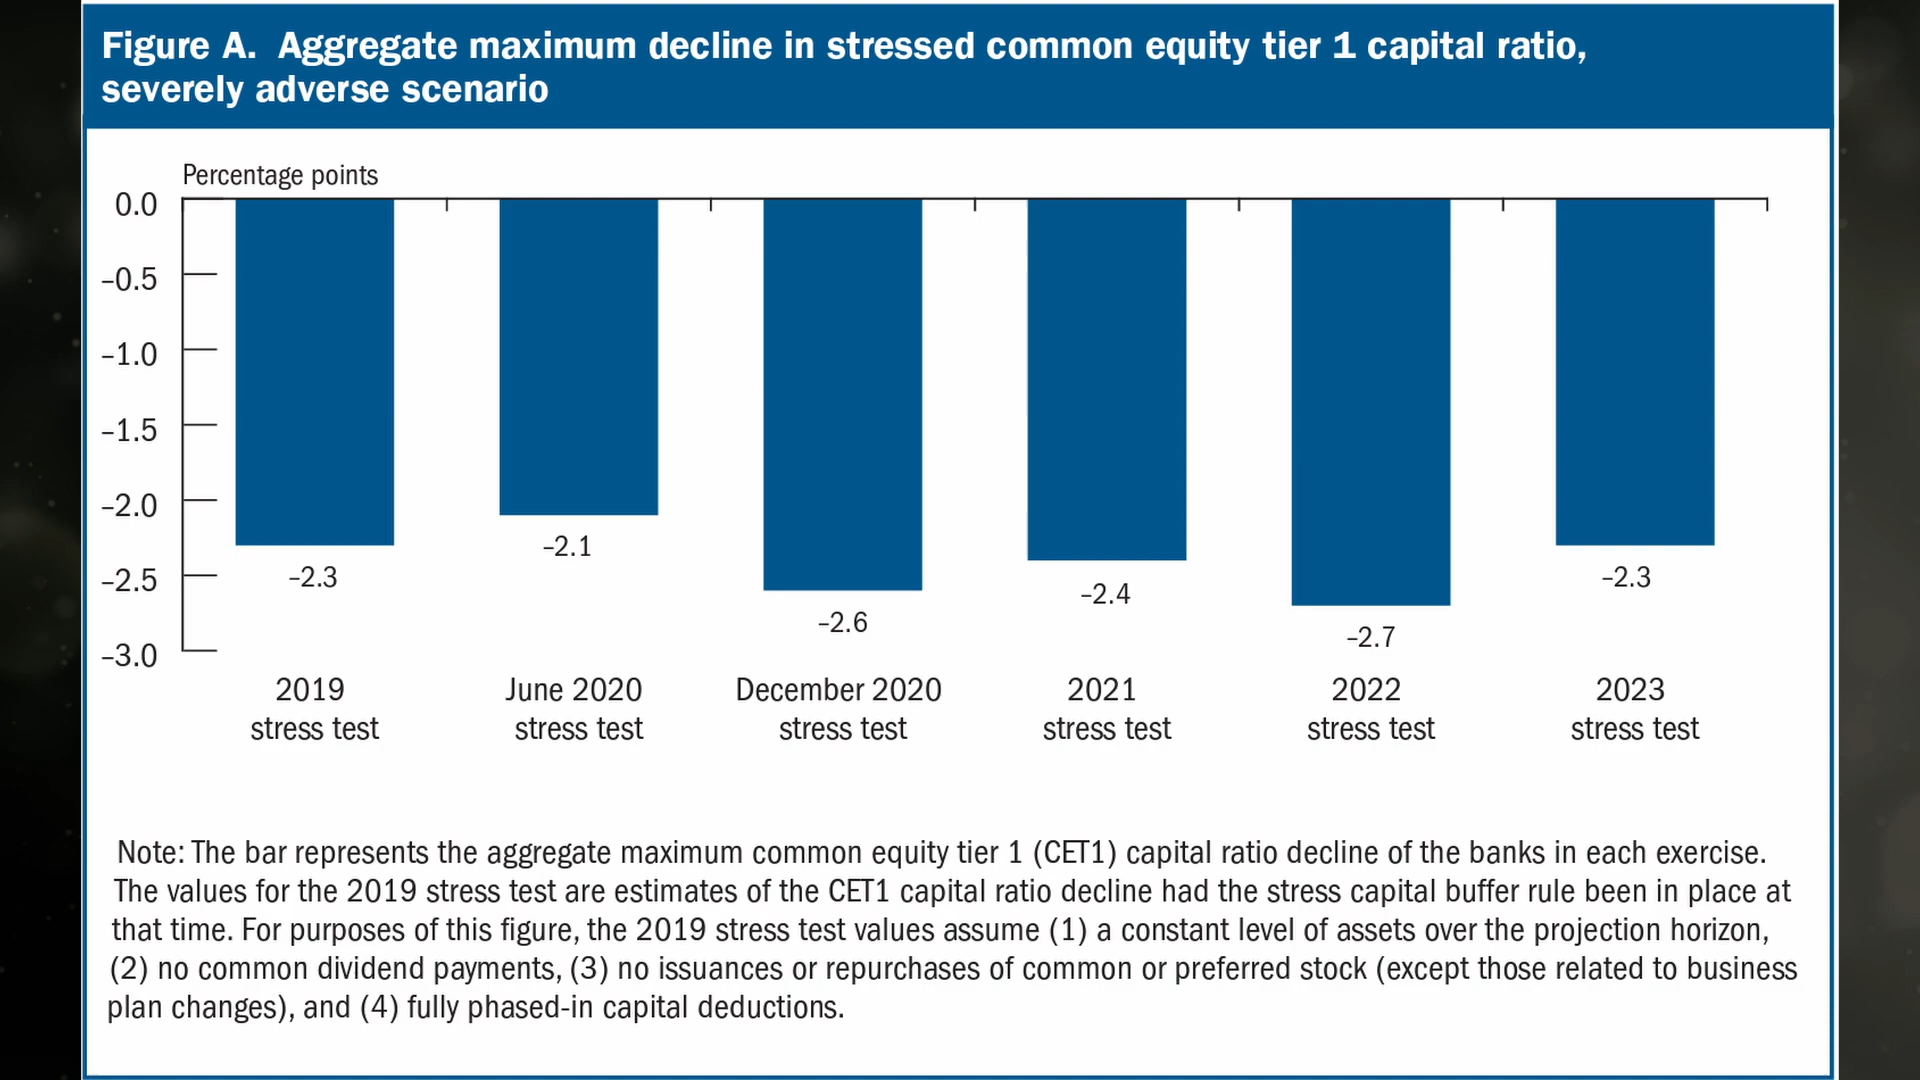 Figure A. Aggregate maximum decline in stressed common equity tier 1 capital ratio,
severely adverse scenario
Percentage points
0.0
–0.5
–1.0
–1.5
–2.0
–2.5
–3.0
–2.3
–2.1
–2.6
–2.4
–2.7
–2.3
2019
stress test
June 2020
stress test
December 2020
stress test
2021
stress test
2022
stress test
2023
stress test
Note: The bar represents the aggregate maximum common equity tier 1 (CET1) capital ratio decline of the banks in each exercise.
The values for the 2019 stress test are estimates of the CET1 capital ratio decline had the stress capital buffer rule been in place at
that time. For purposes of this figure, the 2019 stress test values assume (1) a constant level of assets over the projection horizon,
(2) no common dividend payments, (3) no issuances or repurchases of common or preferred stock (except those related to business
plan changes), and (4) fully phased-in capital deductions.